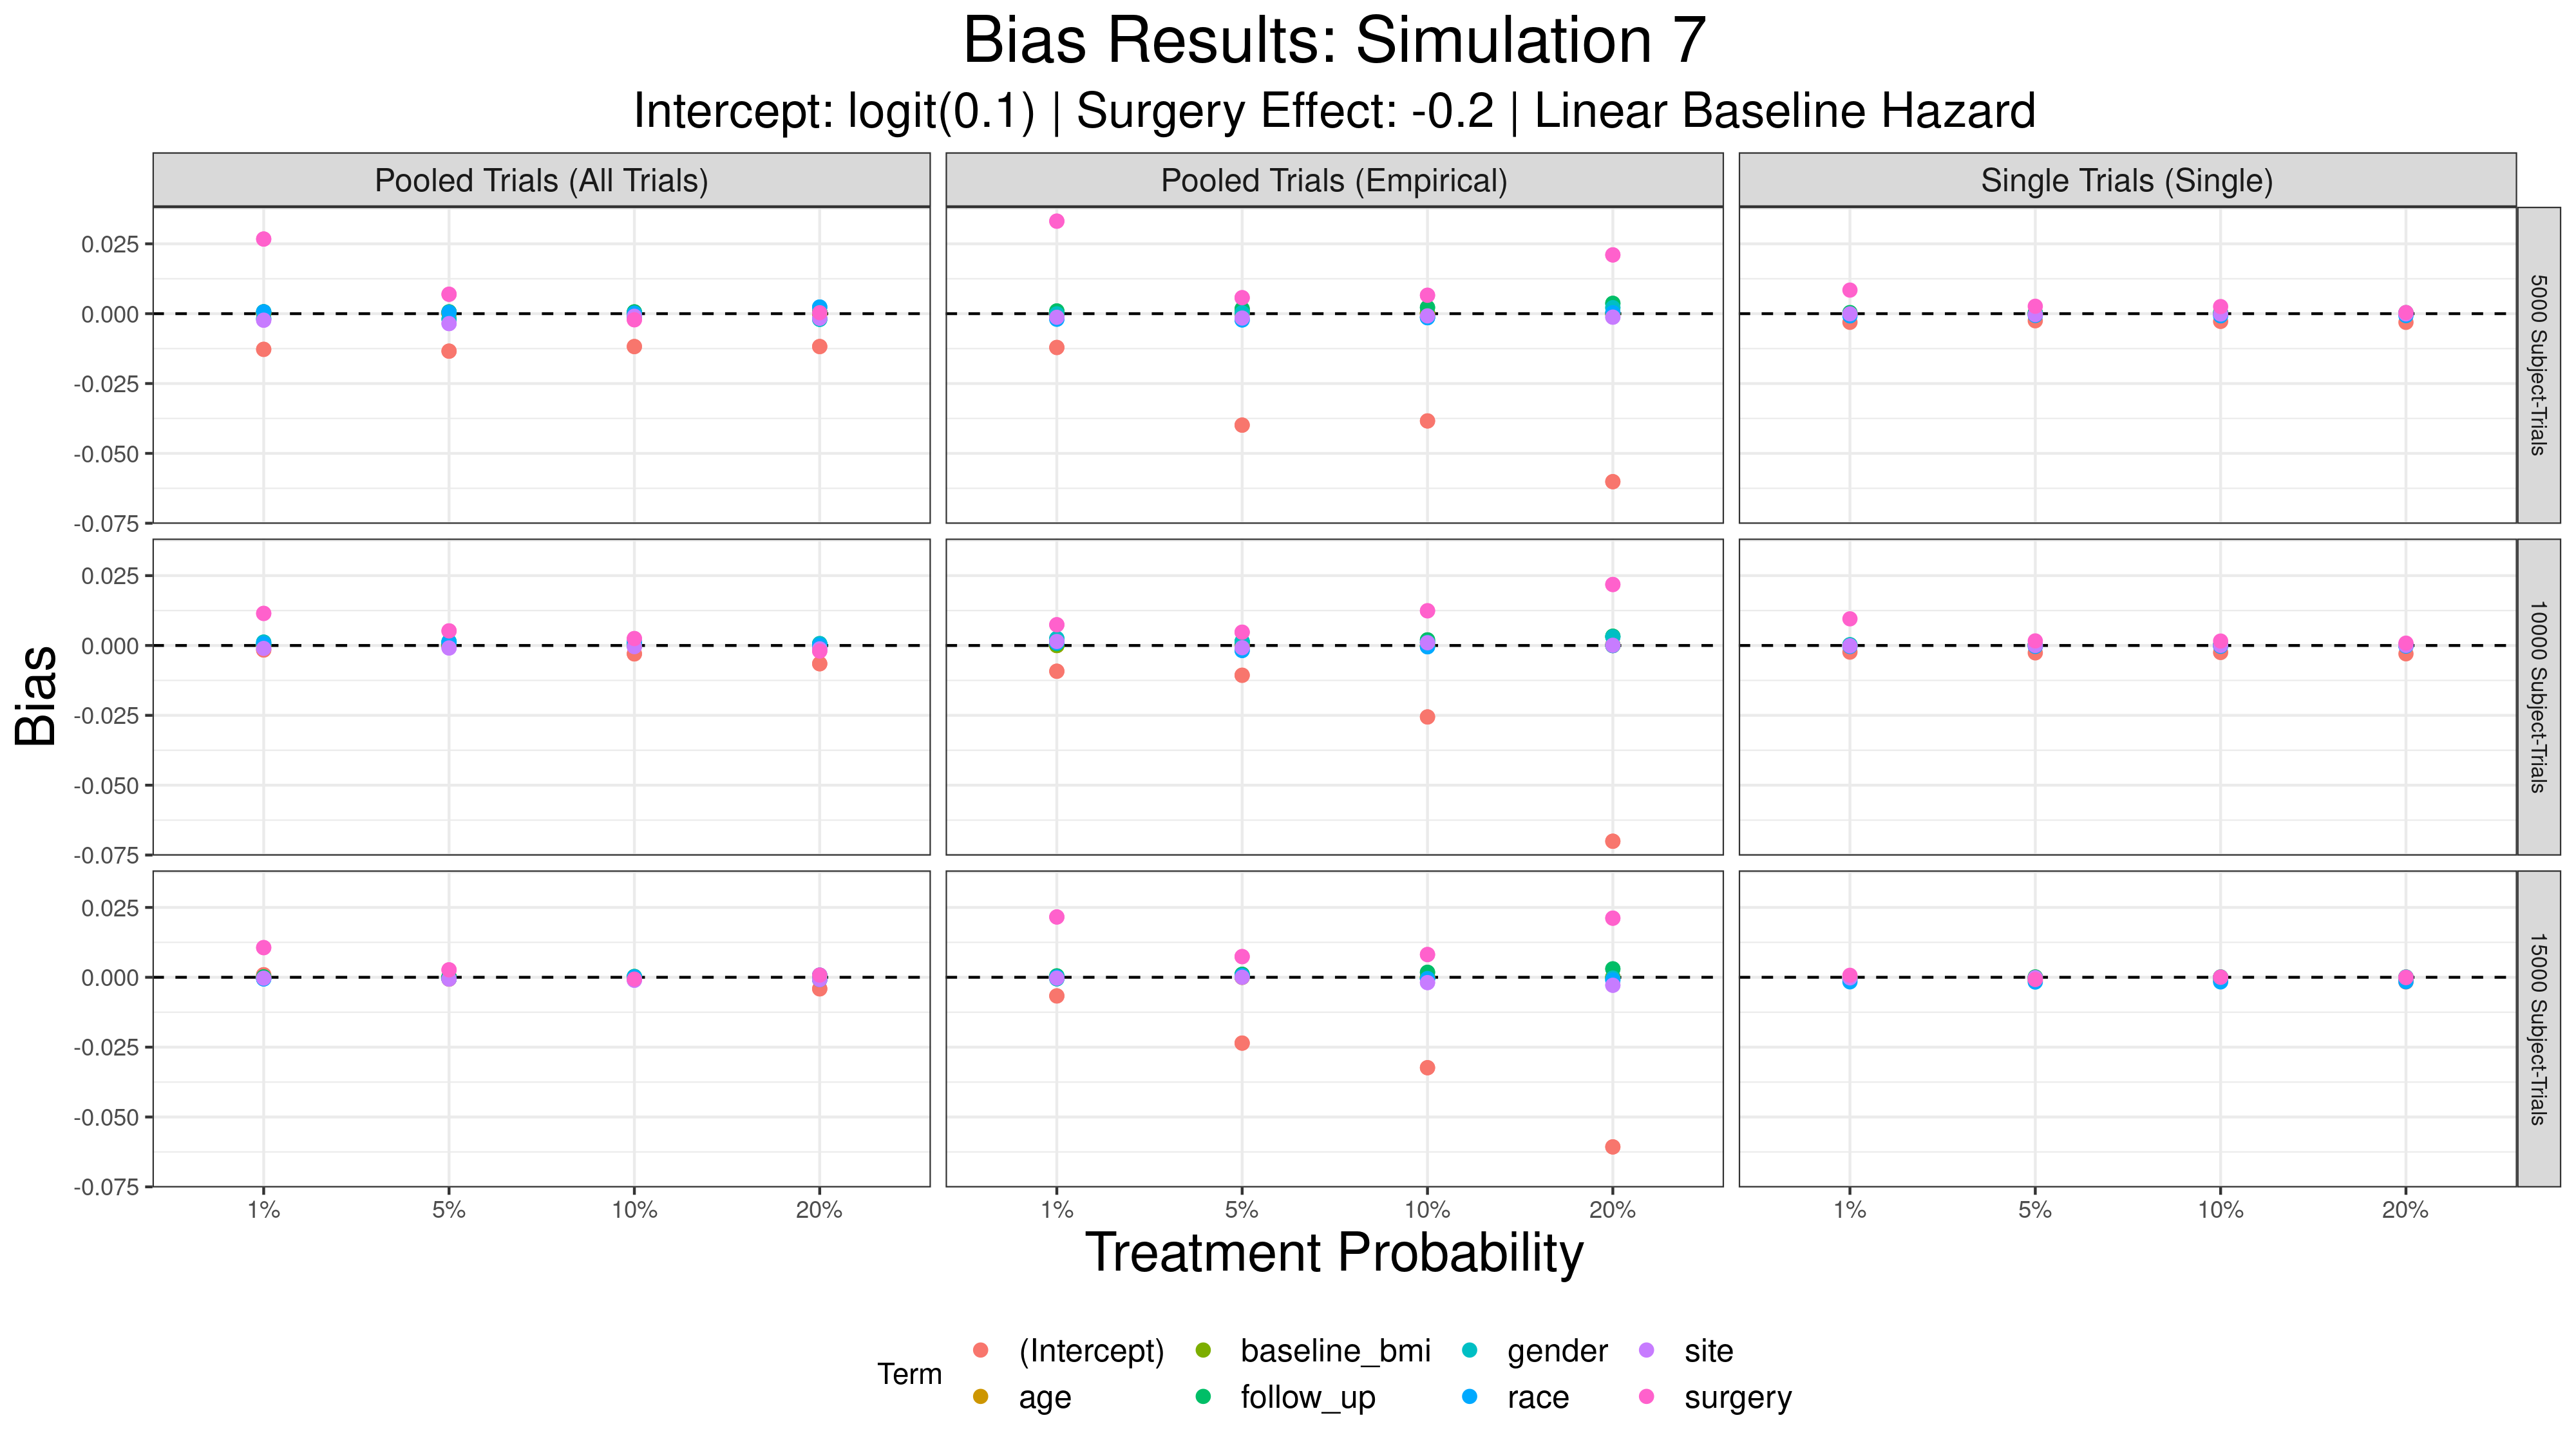 Bias Results: Simulation 7
Intercept: logit(0.1) | Surgery Effect: -0.2 | Linear Baseline Hazard
Pooled Trials (All Trials)
Pooled Trials (Empirical)
Single Trials (Single)
0.025
0.000
-0.025
-0.050
-0.075
5000 Subject-Trials
0.025
0.000
-0.025
-0.050
-0.075
10000 Subject-Trials
0.025
0.000
-0.025
-0.050
-0.075
15000 Subject-Trials
Bias
1% 5% 10% 20%
1% 5% 10% 20%
1% 5% 10% 20%
Treatment Probability
Term
(Intercept) baseline_bmi gender site
age follow_up race surgery